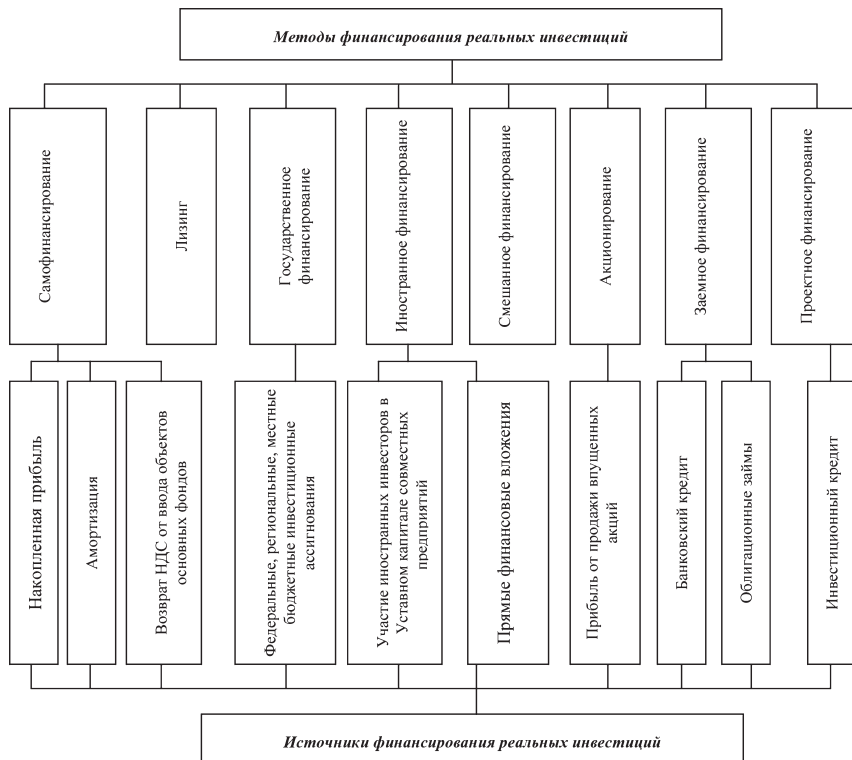 Методы финансирования реальных инвестиций
Самофинансирование
Лизинг
Государственное
финансирование
Иностранное финансирование
Смешанное финансирование
Акционирование
Заемное финансирование
Проектное финансирование
Накопленная прибыль
Амортизация
Возврат НДС от ввода объектов
основных фондов
Федеральные, региональные, местные
бюджетные инвестиционные
ассигнования
Участие иностранных инвесторов в
Уставном капитале совместных
предприятий
Прямые финансовые вложения
Прибыль от продажи впущенных
акций
Банковский кредит
Облигационные займы
Инвестиционный кредит
Источники финансирования реальных инвестиций